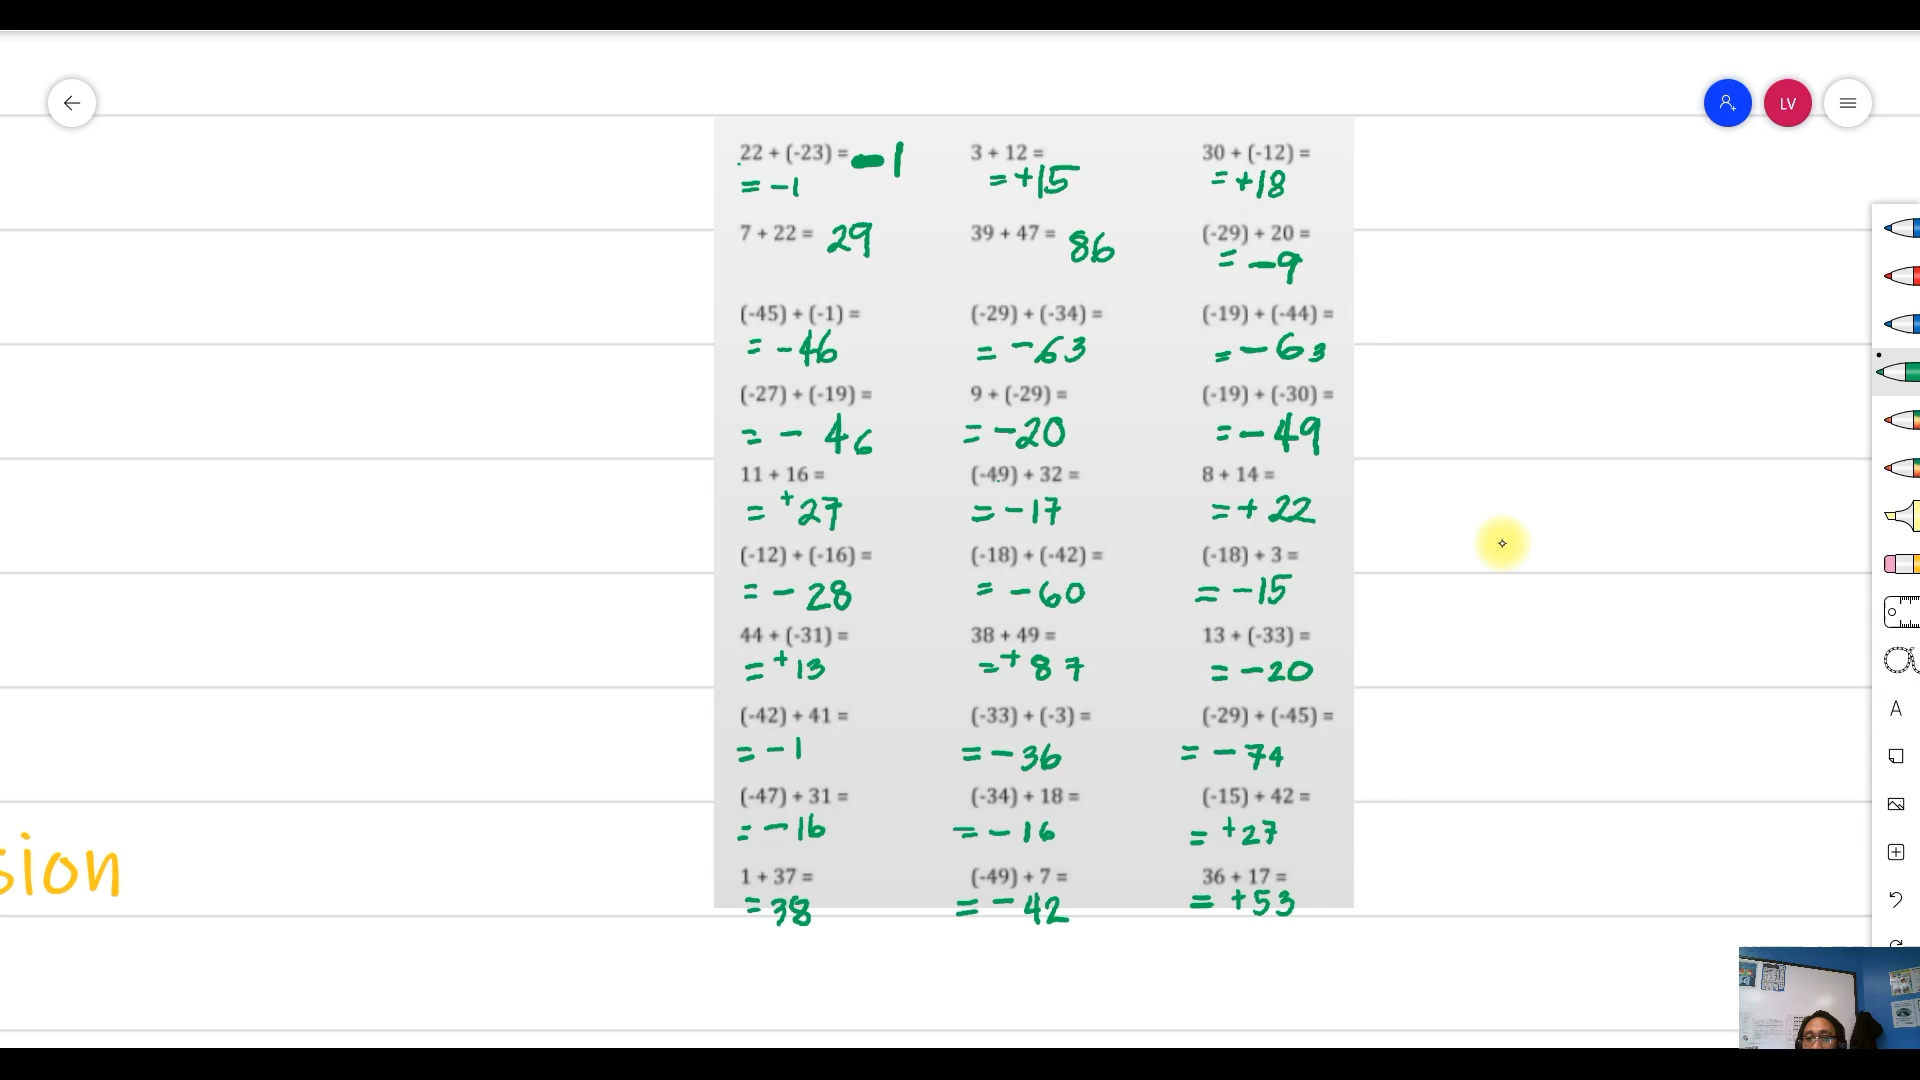 LV
22 + (-23) = -1
= -1
3 + 12 =
= +15
30 + (-12) =
= +18
7 + 22 = 29
39 + 47 = 86
(-29) + 20 =
= -9
(-45) + (-1) =
= -46
(-29) + (-34) =
= -63
(-19) + (-44) =
= -63
(-27) + (-19) =
= - 46
9 + (-29) =
= -20
(-19) + (-30) =
= -49
11 + 16 =
= +27
(-49) + 32 =
= -17
8 + 14 =
= + 22
(-12) + (-16) =
= - 28
(-18) + (-42) =
= -60
(-18) + 3 =
= -15
44 + (-31) =
= +13
38 + 49 =
= + 87
13 + (-33) =
= -20
(-42) + 41 =
= -1
(-33) + (-3) =
= - 36
(-29) + (-45) =
= - 74
(-47) + 31 =
= -16
(-34) + 18 =
= - 16
(-15) + 42 =
= +27
1 + 37 =
= 38
(-49) + 7 =
= - 42
36 + 17 =
= +53
sion
A